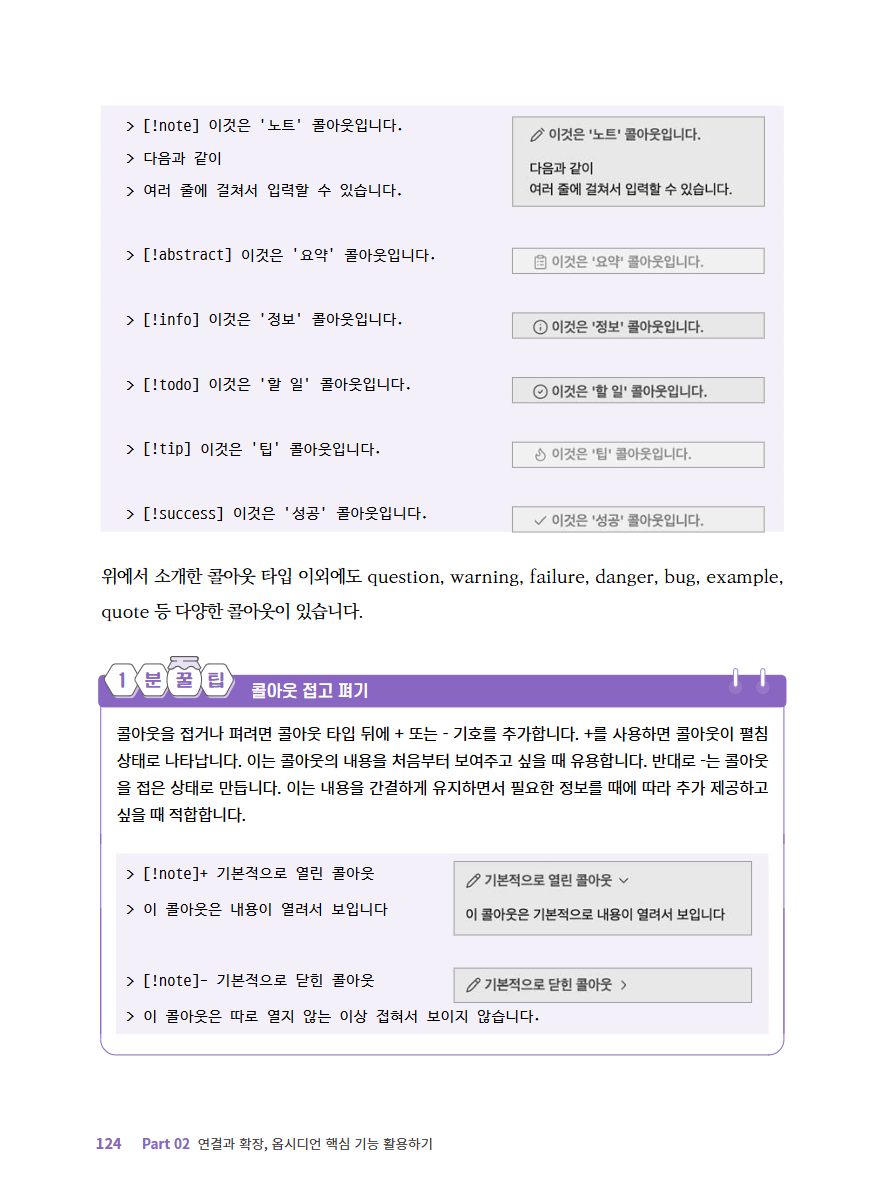 > [!note] 이것은 '노트' 콜아웃입니다.
> 다음과 같이
> 여러 줄에 걸쳐서 입력할 수 있습니다.
이것은 '노트' 콜아웃입니다.
다음과 같이
여러 줄에 걸쳐서 입력할 수 있습니다.
> [!abstract] 이것은 '요약' 콜아웃입니다.
이것은 '요약' 콜아웃입니다.
> [!info] 이것은 '정보' 콜아웃입니다.
이것은 '정보' 콜아웃입니다.
> [!todo] 이것은 '할 일' 콜아웃입니다.
이것은 '할 일' 콜아웃입니다.
> [!tip] 이것은 '팁' 콜아웃입니다.
이것은 '팁' 콜아웃입니다.
> [!success] 이것은 '성공' 콜아웃입니다.
이것은 '성공' 콜아웃입니다.
위에서 소개한 콜아웃 타입 이외에도 question, warning, failure, danger, bug, example,
quote 등 다양한 콜아웃이 있습니다.
1분꿀팁 콜아웃 접고 펴기
콜아웃을 접거나 펴려면 콜아웃 타입 뒤에 + 또는 - 기호를 추가합니다. +를 사용하면 콜아웃이 펼침
상태로 나타납니다. 이는 콜아웃의 내용을 처음부터 보여주고 싶을 때 유용합니다. 반대로 -는 콜아웃
을 접은 상태로 만듭니다. 이는 내용을 간결하게 유지하면서 필요한 정보를 때에 따라 추가 제공하고
싶을 때 적합합니다.
> [!note]+ 기본적으로 열린 콜아웃
> 이 콜아웃은 내용이 열려서 보입니다
기본적으로 열린 콜아웃
이 콜아웃은 기본적으로 내용이 열려서 보입니다
> [!note]- 기본적으로 닫힌 콜아웃
> 이 콜아웃은 따로 열지 않는 이상 접혀서 보이지 않습니다.
기본적으로 닫힌 콜아웃
124 Part 02 연결과 확장, 옵시디언 핵심 기능 활용하기